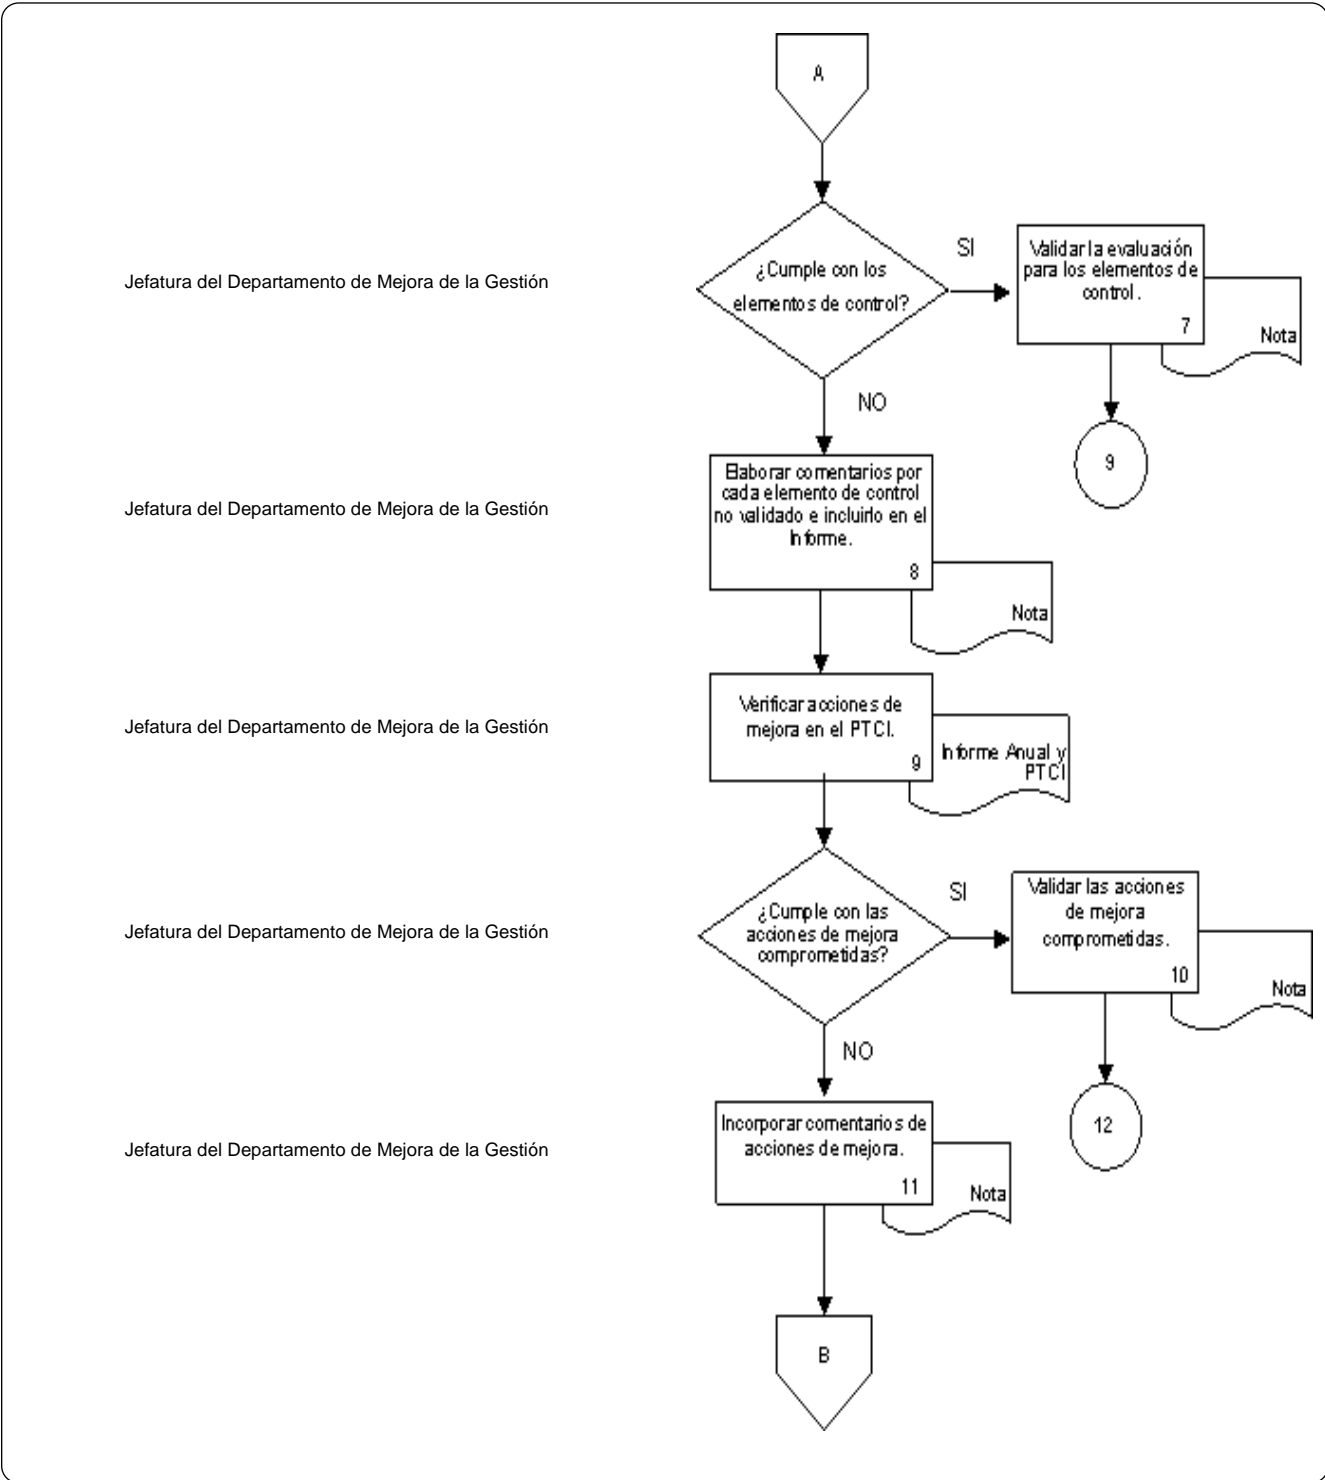 A
Jefatura del Departamento de Mejora de la Gestión
¿Cumple con los
elementos de control?
SI
Validar la evaluación
para los elementos de
control.
7
Nota
NO
9
Jefatura del Departamento de Mejora de la Gestión
Elaborar comentarios por
cada elemento de control
no validado e incluirlo en el
Informe.
8
Nota
Jefatura del Departamento de Mejora de la Gestión
Verificar acciones de
mejora en el PTCI.
9
Informe Anual y
PTCI
Jefatura del Departamento de Mejora de la Gestión
¿Cumple con las
acciones de mejora
comprometidas?
SI
Validar las acciones
de mejora
comprometidas.
10
Nota
NO
12
Jefatura del Departamento de Mejora de la Gestión
Incorporar comentarios de
acciones de mejora.
11
Nota
B